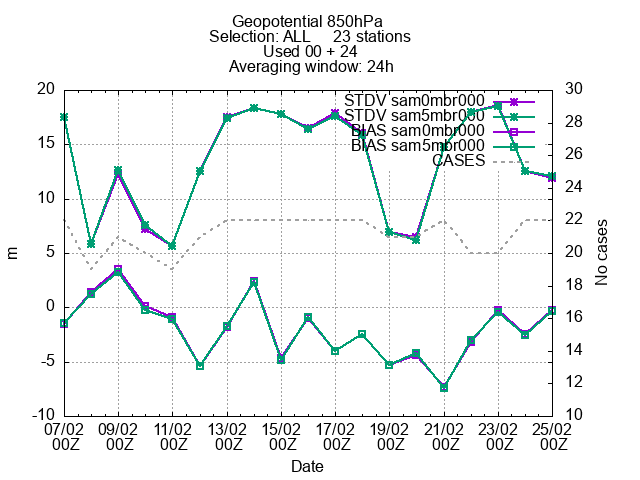 Geopotential 850hPa
Selection: ALL 23 stations
Used 00 + 24
Averaging window: 24h
20 30
STDV sam0mbr000
STDV sam5mbr000
BIAS sam0mbr000
BIAS sam5mbr000
CASES
15
10
5
0
-5
-10
28
26
24
22
20
18
16
14
12
10
m
No cases
07/02 09/02 11/02 13/02 15/02 17/02 19/02 21/02 23/02 25/02
00Z 00Z 00Z 00Z 00Z 00Z 00Z 00Z 00Z 00Z
Date